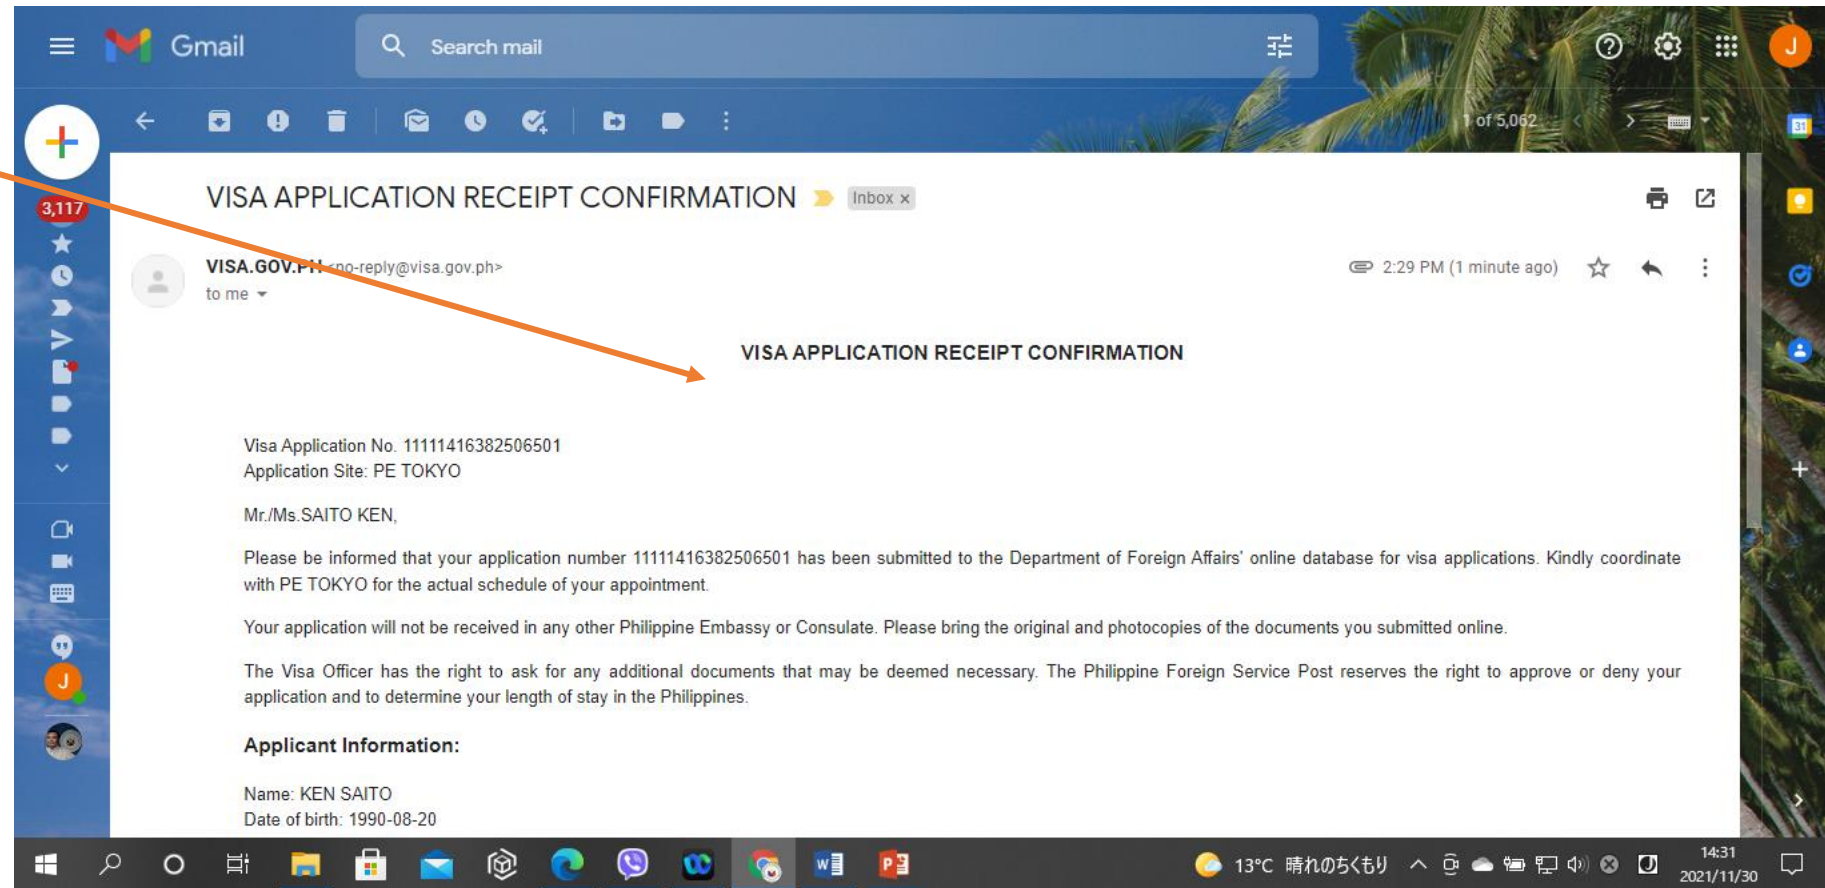 Gmail
Search mail
J
1 of 5,062
31
3,117
VISA APPLICATION RECEIPT CONFIRMATION
Inbox x
VISA.GOV.PH <no-reply@visa.gov.ph>
2:29 PM (1 minute ago)
to me
VISA APPLICATION RECEIPT CONFIRMATION
Visa Application No. 11111416382506501
Application Site: PE TOKYO
Mr./Ms.SAITO KEN,
Please be informed that your application number 11111416382506501 has been submitted to the Department of Foreign Affairs' online database for visa applications. Kindly coordinate
with PE TOKYO for the actual schedule of your appointment.
Your application will not be received in any other Philippine Embassy or Consulate. Please bring the original and photocopies of the documents you submitted online.
The Visa Officer has the right to ask for any additional documents that may be deemed necessary. The Philippine Foreign Service Post reserves the right to approve or deny your
application and to determine your length of stay in the Philippines.
J
Applicant Information:
Name: KEN SAITO
Date of birth: 1990-08-20
13°C 晴れのちくもり
14:31
2021/11/30